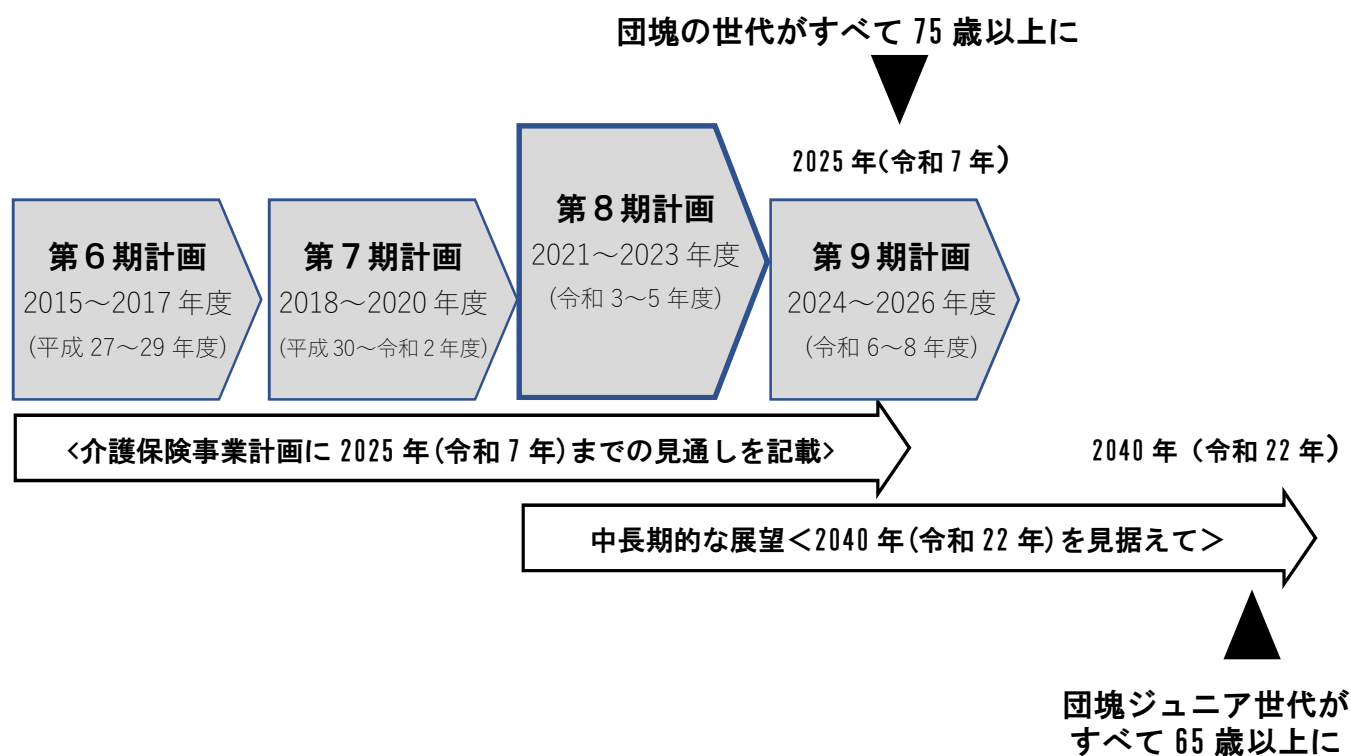 団塊の世代がすべて 75 歳以上に
2025 年(令和 7 年)
第６期計画
2015～2017 年度
(平成 27～29 年度)
第７期計画
2018～2020 年度
(平成 30～令和 2 年度)
第８期計画
2021～2023 年度
(令和 3～5 年度)
第９期計画
2024～2026 年度
(令和 6～8 年度)
<介護保険事業計画に 2025 年(令和 7 年)までの見通しを記載>
2040 年（令和 22 年）
中長期的な展望＜2040 年(令和 22 年)を見据えて＞
団塊ジュニア世代が
すべて 65 歳以上に